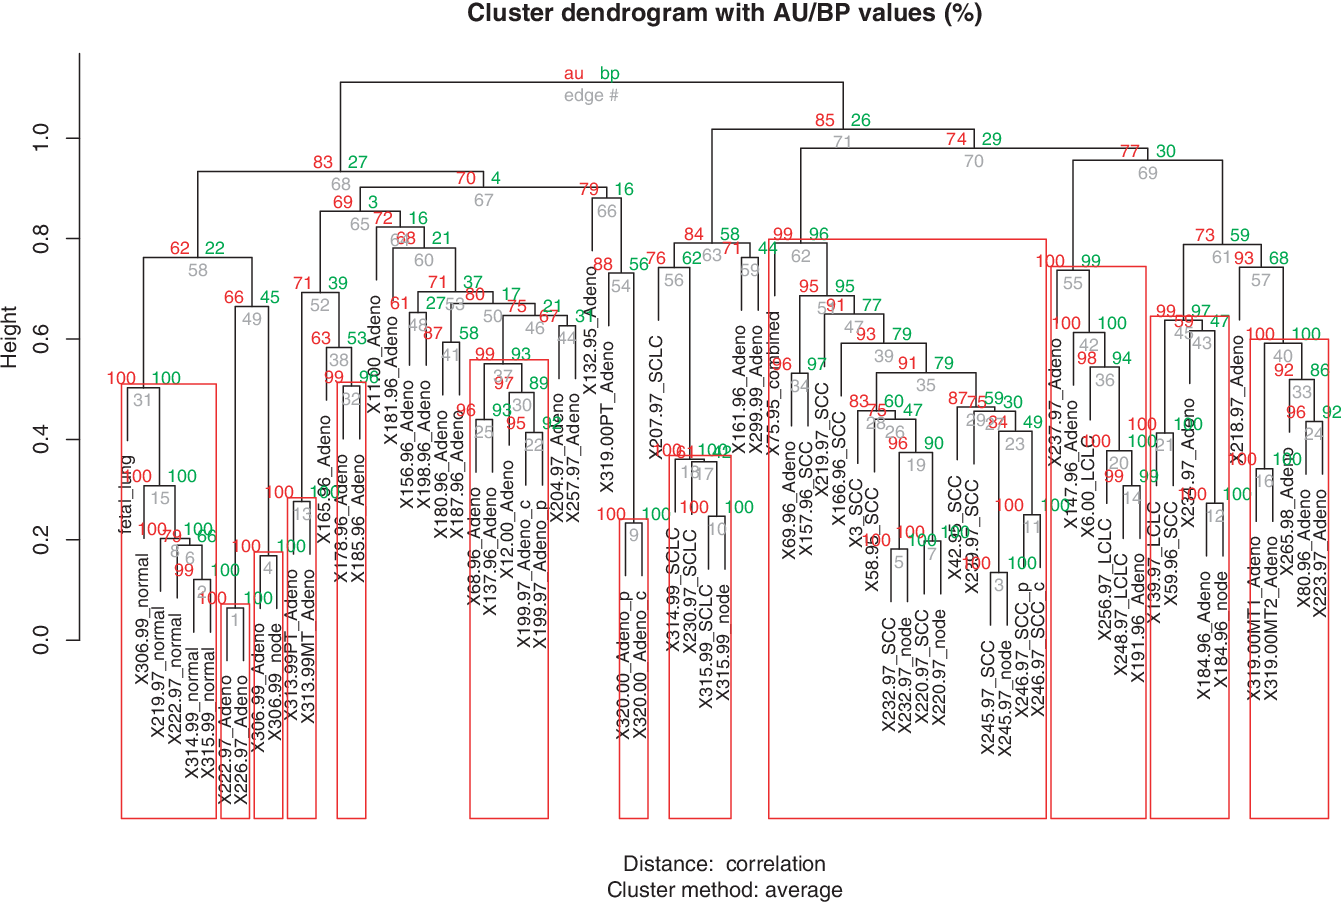 Cluster dendrogram with AU/BP values (%)
au bp
edge #
Height
1.0
0.8
0.6
0.4
0.2
0.0
85 26
71
74 29
70
77 30
69
83 27
68
70 4
67
79 16
66
69 3
65
72 16
68 21
60
62 22
58
66 45
49
71 39
52
63 53
38
71 37
80 17
50
75 21
46
67
44
61 27
48
87 58
41
99 93
37
97 89
30
96 93
25
95
22
88 56
54
84 58
63
76 62
56
71 44
59
99 96
62
95 95
91 77
47
93 79
39
91 79
35
96 97
34
83 60
28
75 47
26
96 90
19
87 59
75 30
84 49
23
100 99
55
100 100
42
98 94
36
100 100
20
99 99
14
73 59
61
93 68
57
99 97
45
59 47
43
100 100
21
100 100
12
100 100
40
92 86
33
96 92
24
100 100
16
100 100
31
100 100
15
100 100
8
79 66
6
99 100
2
100 100
1
100 100
4
100 100
13
99
32
100 100
9
100 100
18
61 42
17
100 100
10
100 100
5
100 100
7
100 100
3
100 100
11
fetal_lung
X306.99_normal
X219.97_normal
X222.97_normal
X314.99_normal
X315.99_normal
X222.97_Adeno
X226.97_Adeno
X306.99_Adeno
X306.99_node
X313.99PT_Adeno
X313.99MT_Adeno
X165.96_Adeno
X178.96_Adeno
X185.96_Adeno
X11.00_Adeno
X181.96_Adeno
X156.96_Adeno
X198.96_Adeno
X180.96_Adeno
X187.96_Adeno
X68.96_Adeno
X137.96_Adeno
X12.00_Adeno
X199.97_Adeno_c
X199.97_Adeno_p
X204.97_Adeno
X257.97_Adeno
X132.95_Adeno
X319.00PT_Adeno
X320.00_Adeno_p
X320.00_Adeno_c
X207.97_SCLC
X314.99_SCLC
X230.97_SCLC
X315.99_SCLC
X315.99_node
X161.96_Adeno
X299.99_Adeno
X75.95_combined
X69.96_Adeno
X157.96_SCC
X219.97_SCC
X166.96_SCC
X3_SCC
X58.95_SCC
X232.97_SCC
X232.97_node
X220.97_SCC
X220.97_node
X42.95_SCC
X239.97_SCC
X245.97_SCC
X245.97_node
X246.97_SCC_p
X246.97_SCC_c
X237.97_Adeno
X147.96_Adeno
X6.00_LCLC
X256.97_LCLC
X248.97_LCLC
X191.96_Adeno
X139.97_LCLC
X59.96_SCC
X234.97_Adeno
X184.96_Adeno
X184.96_node
X218.97_Adeno
X319.00MT1_Adeno
X319.00MT2_Adeno
X265.98_Adeno
X80.96_Adeno
X223.97_Adeno
Distance: correlation
Cluster method: average